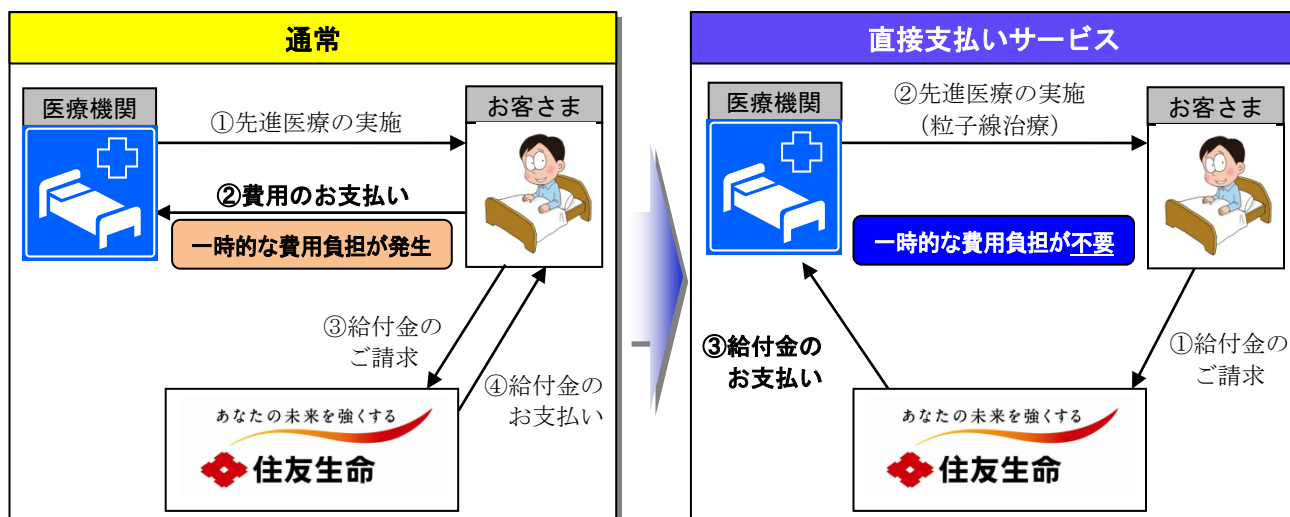 通常
医療機関
お客さま
①先進医療の実施
②費用のお支払い
一時的な費用負担が発生
③給付金の
ご請求
④給付金の
お支払い
あなたの未来を強くする
住友生命
直接支払いサービス
医療機関
②先進医療の実施
（粒子線治療）
お客さま
一時的な費用負担が不要
③給付金の
お支払い
①給付金の
ご請求
あなたの未来を強くする
住友生命